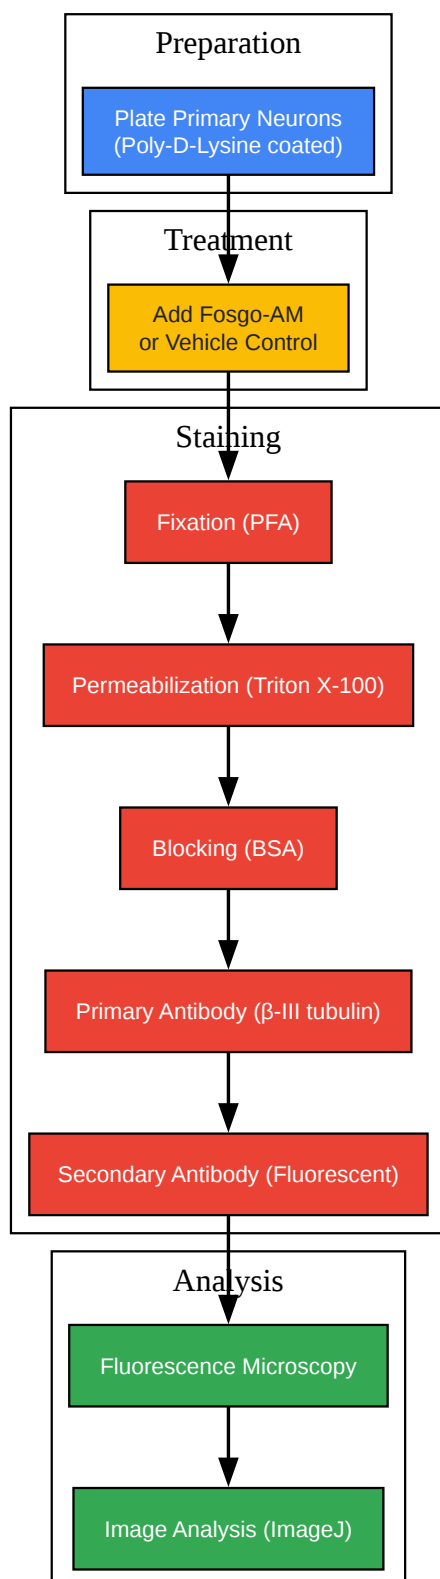 Preparation
Plate Primary Neurons
(Poly-D-Lysine coated)
Treatment
Add Fosgo-AM
or Vehicle Control
Staining
Fixation (PFA)
Permeabilization (Triton X-100)
Blocking (BSA)
Primary Antibody (β-III tubulin)
Secondary Antibody (Fluorescent)
Analysis
Fluorescence Microscopy
Image Analysis (ImageJ)